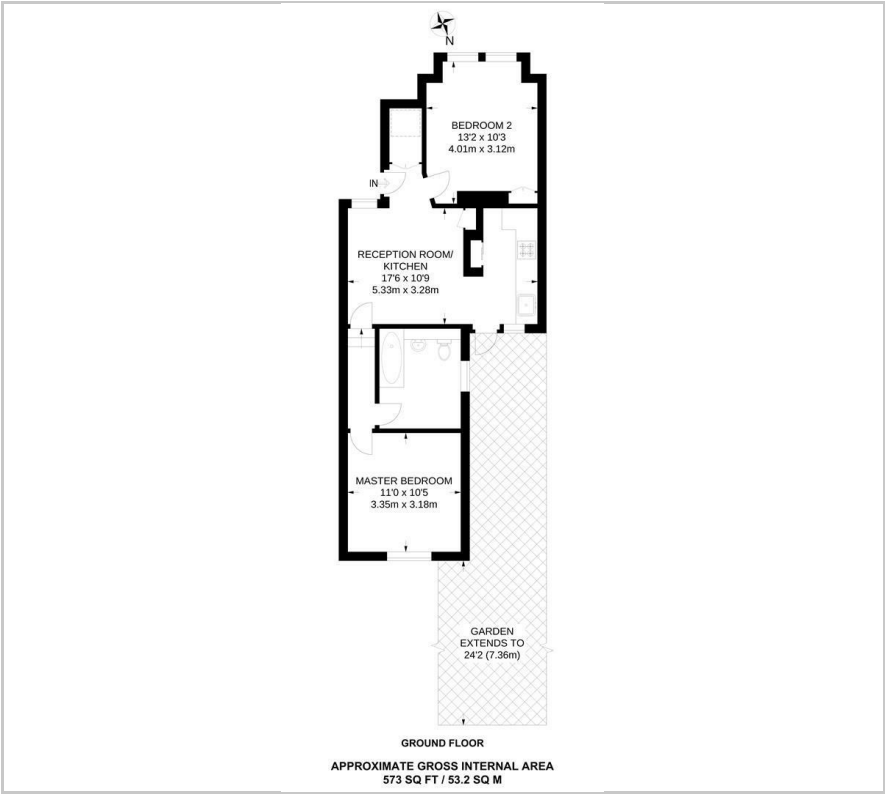 N
BEDROOM 2
13'2 x 10'3
4.01m x 3.12m
IN
RECEPTION ROOM/
KITCHEN
17'6 x 10'9
5.33m x 3.28m
MASTER BEDROOM
11'0 x 10'5
3.35m x 3.18m
GARDEN
EXTENDS TO
24'2 (7.36m)
GROUND FLOOR
APPROXIMATE GROSS INTERNAL AREA
573 SQ FT / 53.2 SQ M